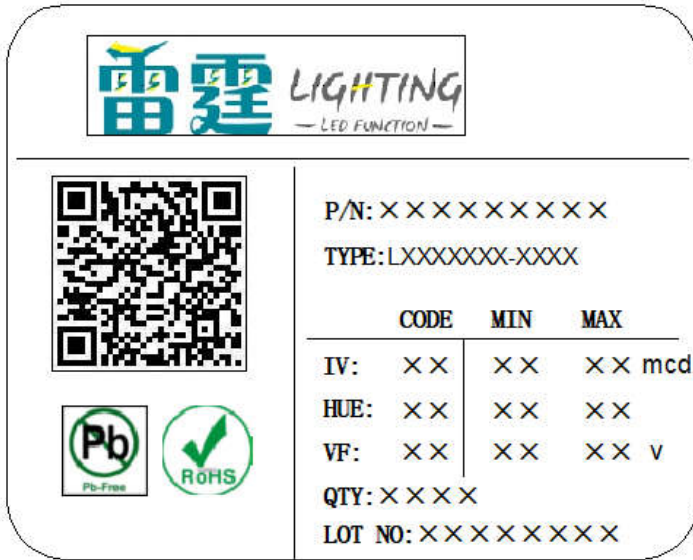 雷霆 LIGHTING
— LED FUNCTION —
P/N:×××××××××
TYPE:LXXXXXXX-XXXX
CODE MIN MAX
IV: ×× ×× ×× mcd
HUE: ×× ×× ××
VF: ×× ×× ×× v
QTY:××××
LOT NO:××××××××
Pb
Pb-Free
RoHS